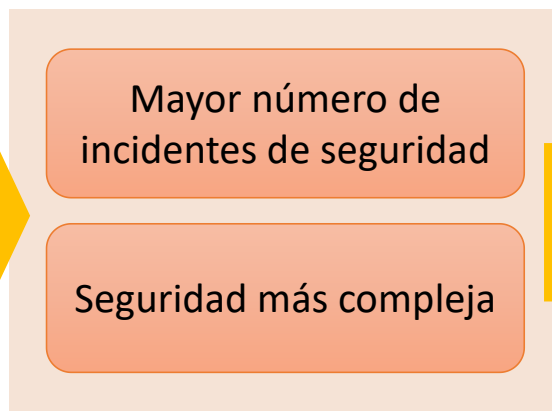 Mayor número de
incidentes de seguridad
Seguridad más compleja